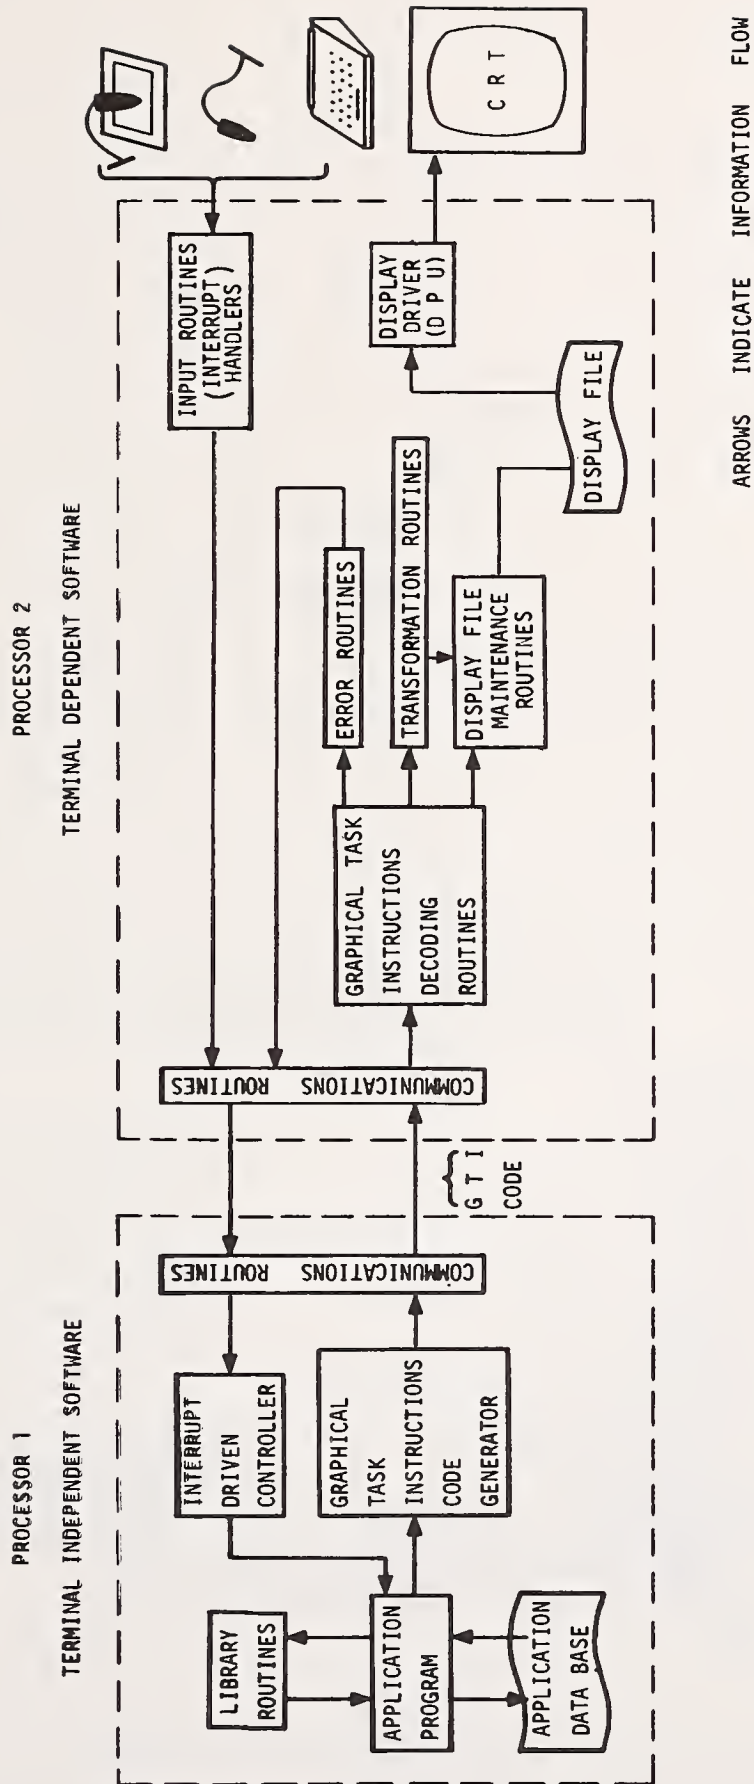 PROCESSOR 1
TERMINAL INDEPENDENT SOFTWARE
LIBRARY
ROUTINES
APPLICATION
PROGRAM
APPLICATION
DATA BASE
INTERRUPT
DRIVEN
CONTROLLER
GRAPHICAL
TASK
INSTRUCTIONS
CODE
GENERATOR
COMMUNICATIONS ROUTINES
G T I
CODE
PROCESSOR 2
TERMINAL DEPENDENT SOFTWARE
COMMUNICATIONS ROUTINES
INPUT ROUTINES
(INTERRUPT)
HANDLERS
GRAPHICAL TASK
INSTRUCTIONS
DECODING
ROUTINES
ERROR ROUTINES
TRANSFORMATION ROUTINES
DISPLAY FILE
MAINTENANCE
ROUTINES
DISPLAY FILE
DISPLAY
DRIVER
(D P U)
C R T
ARROWS INDICATE INFORMATION FLOW